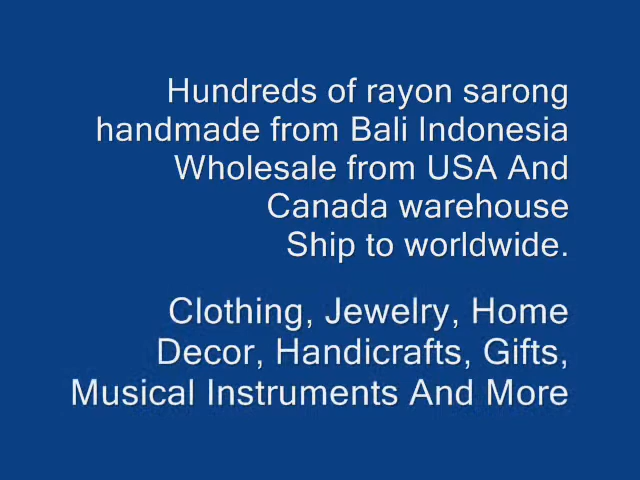 Hundreds of rayon sarong
handmade from Bali Indonesia
Wholesale from USA And
Canada warehouse
Ship to worldwide.
Clothing, Jewelry, Home
Decor, Handicrafts, Gifts,
Musical Instruments And More